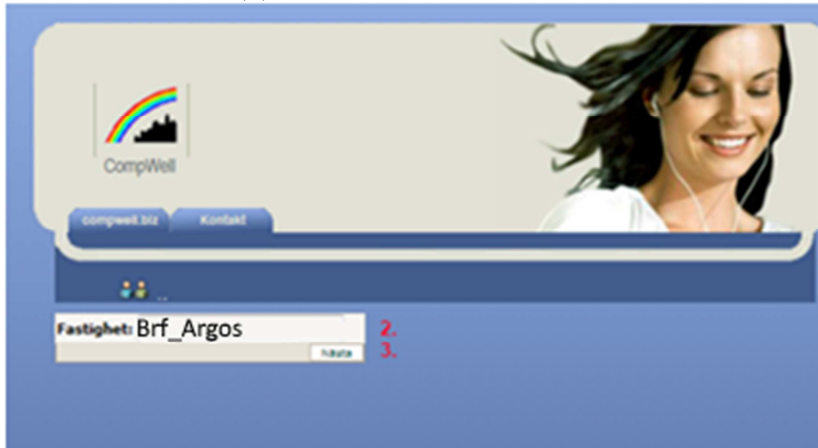 CompWell
compwell.biz Kontakt
Fastighet: Brf_Argos 2.
Nästa 3.